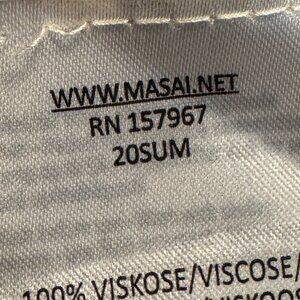 WWW.MASAI.NET
RN 157967
20SUM
100% VISKOSE/VISCOSE/